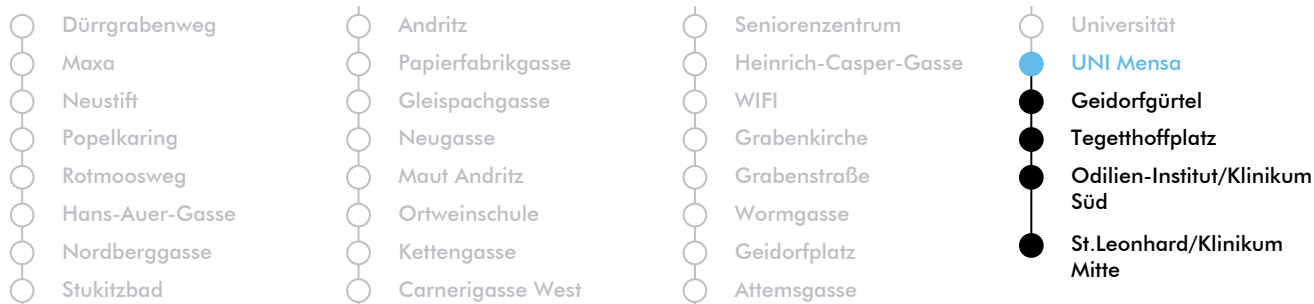 Dürrgrabenweg
Maxa
Neustift
Popelkaring
Rotmoosweg
Hans-Auer-Gasse
Nordberggasse
Stukitzbad
Andritz
Papierfabrikgasse
Gleispachgasse
Neugasse
Maut Andritz
Ortweinschule
Kettengasse
Carnerigasse West
Seniorenzentrum
Heinrich-Casper-Gasse
WIFI
Grabenkirche
Grabenstraße
Wormgasse
Geidorfplatz
Attemsgasse
Universität
UNI Mensa
Geidorfgürtel
Tegetthoffplatz
Odilien-Institut/Klinikum
Süd
St.Leonhard/Klinikum
Mitte